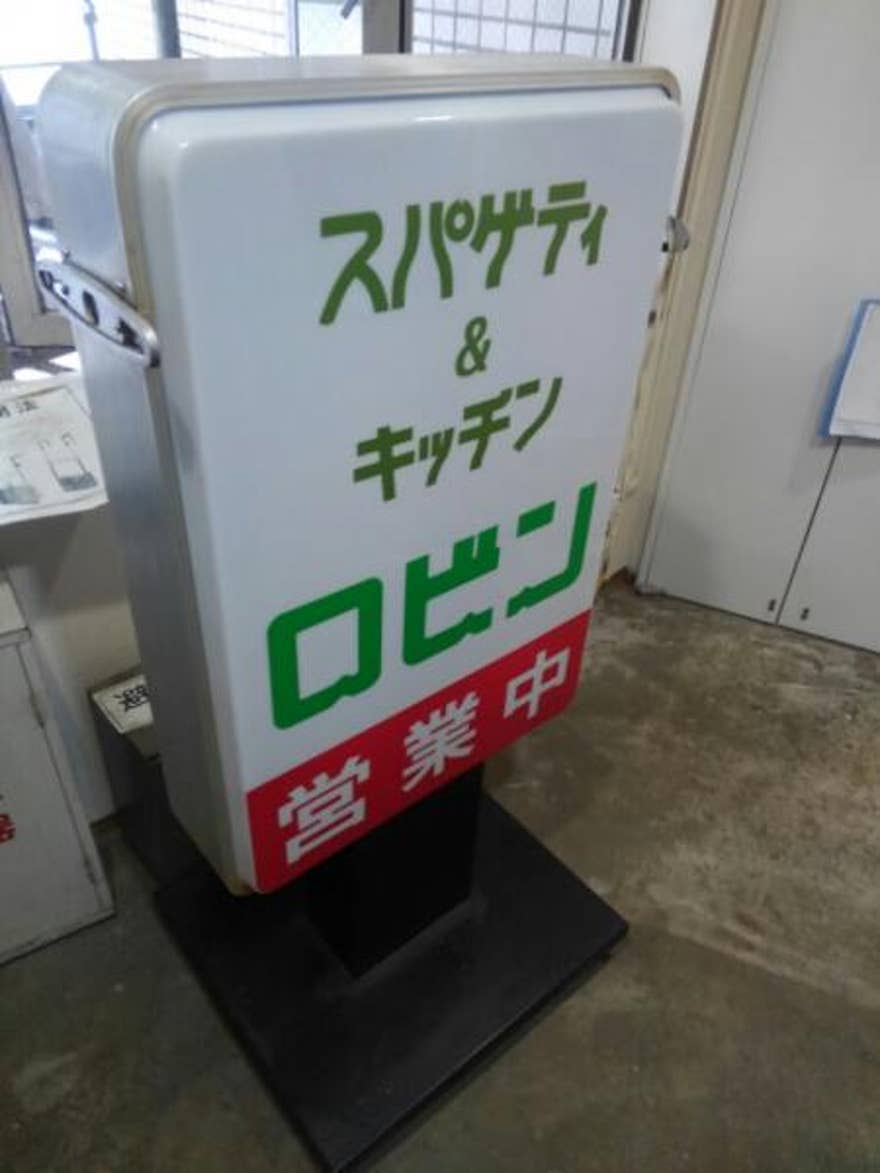 スパゲティ
&
キッチン
ロビン
営業中